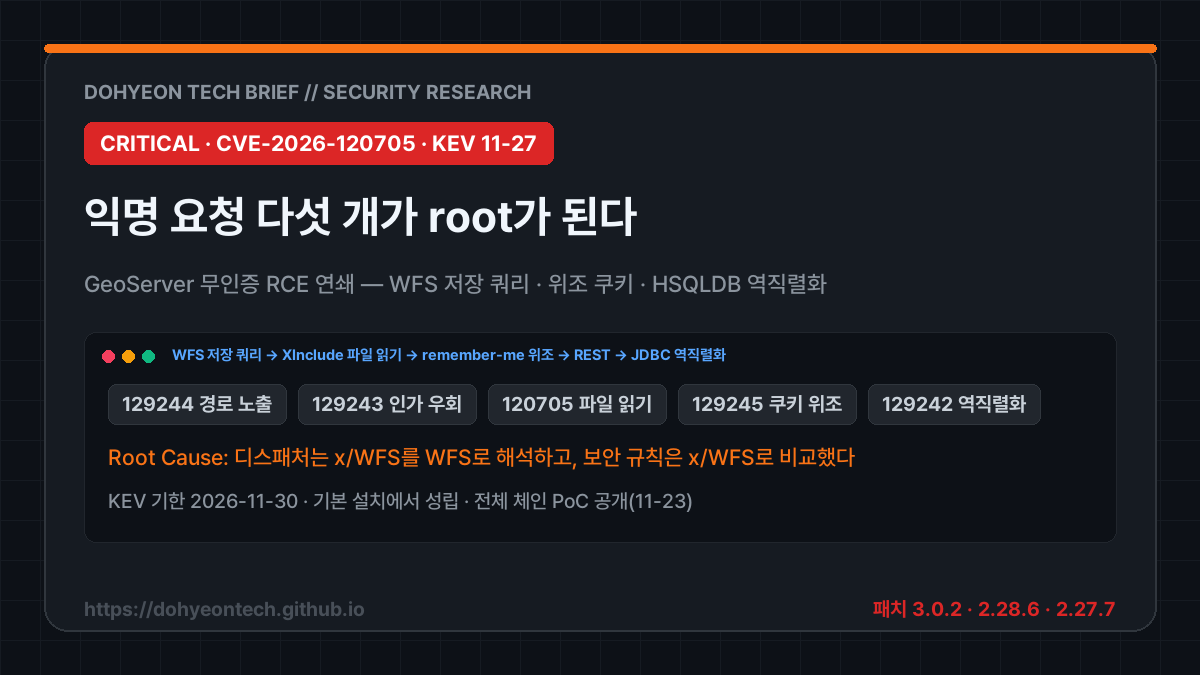 DOHYEON TECH BRIEF // SECURITY RESEARCH
CRITICAL · CVE-2026-120705 · KEV 11-27
익명 요청 다섯 개가 root가 된다
GeoServer 무인증 RCE 연쇄 — WFS 저장 쿼리 · 위조 쿠키 · HSQLDB 역직렬화
WFS 저장 쿼리 → XInclude 파일 읽기 → remember-me 위조 → REST → JDBC 역직렬화
129244 경로 노출 129243 인가 우회 120705 파일 읽기 129245 쿠키 위조 129242 역직렬화
Root Cause: 디스패처는 x/WFS를 WFS로 해석하고, 보안 규칙은 x/WFS로 비교했다
KEV 기한 2026-11-30 · 기본 설치에서 성립 · 전체 체인 PoC 공개(11-23)
https://dohyeontech.github.io 패치 3.0.2 · 2.28.6 · 2.27.7